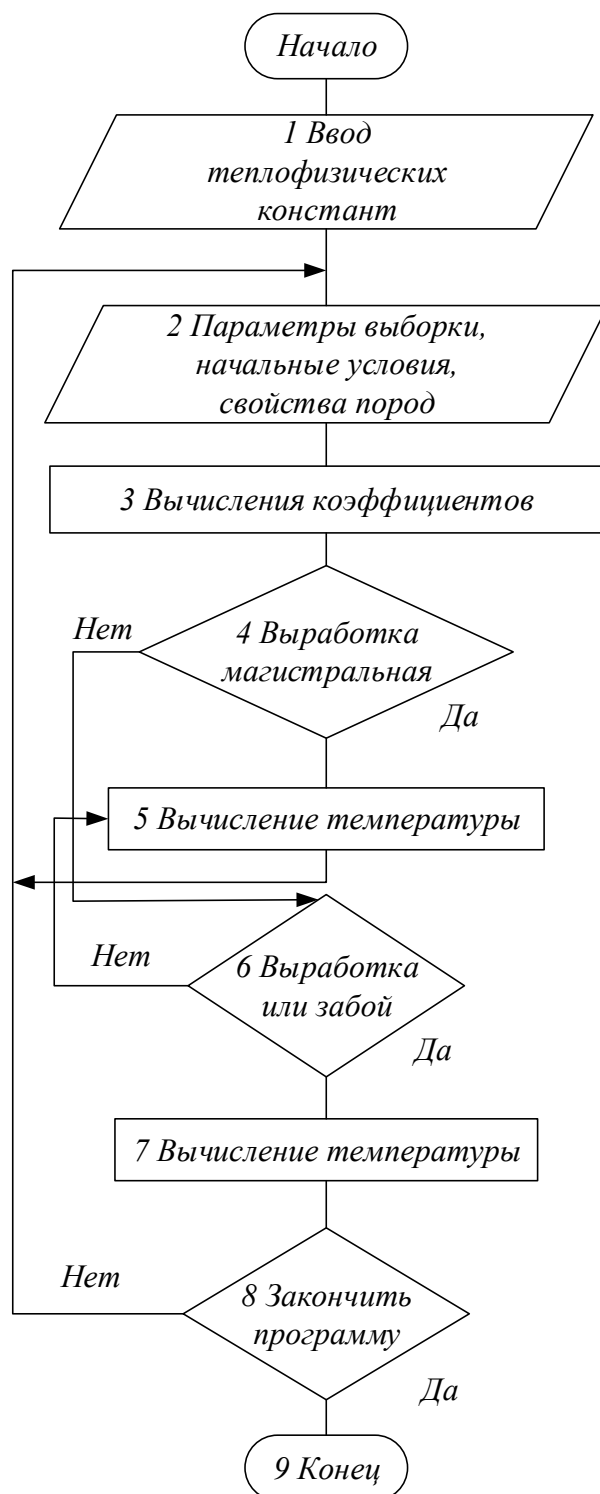 Начало
1 Ввод
теплофизических
констант
2 Параметры выборки,
начальные условия,
свойства пород
3 Вычисления коэффициентов
Нет
4 Выработка
магистральная
Да
5 Вычисление температуры
Нет
6 Выработка
или забой
Да
7 Вычисление температуры
Нет
8 Закончить
программу
Да
9 Конец